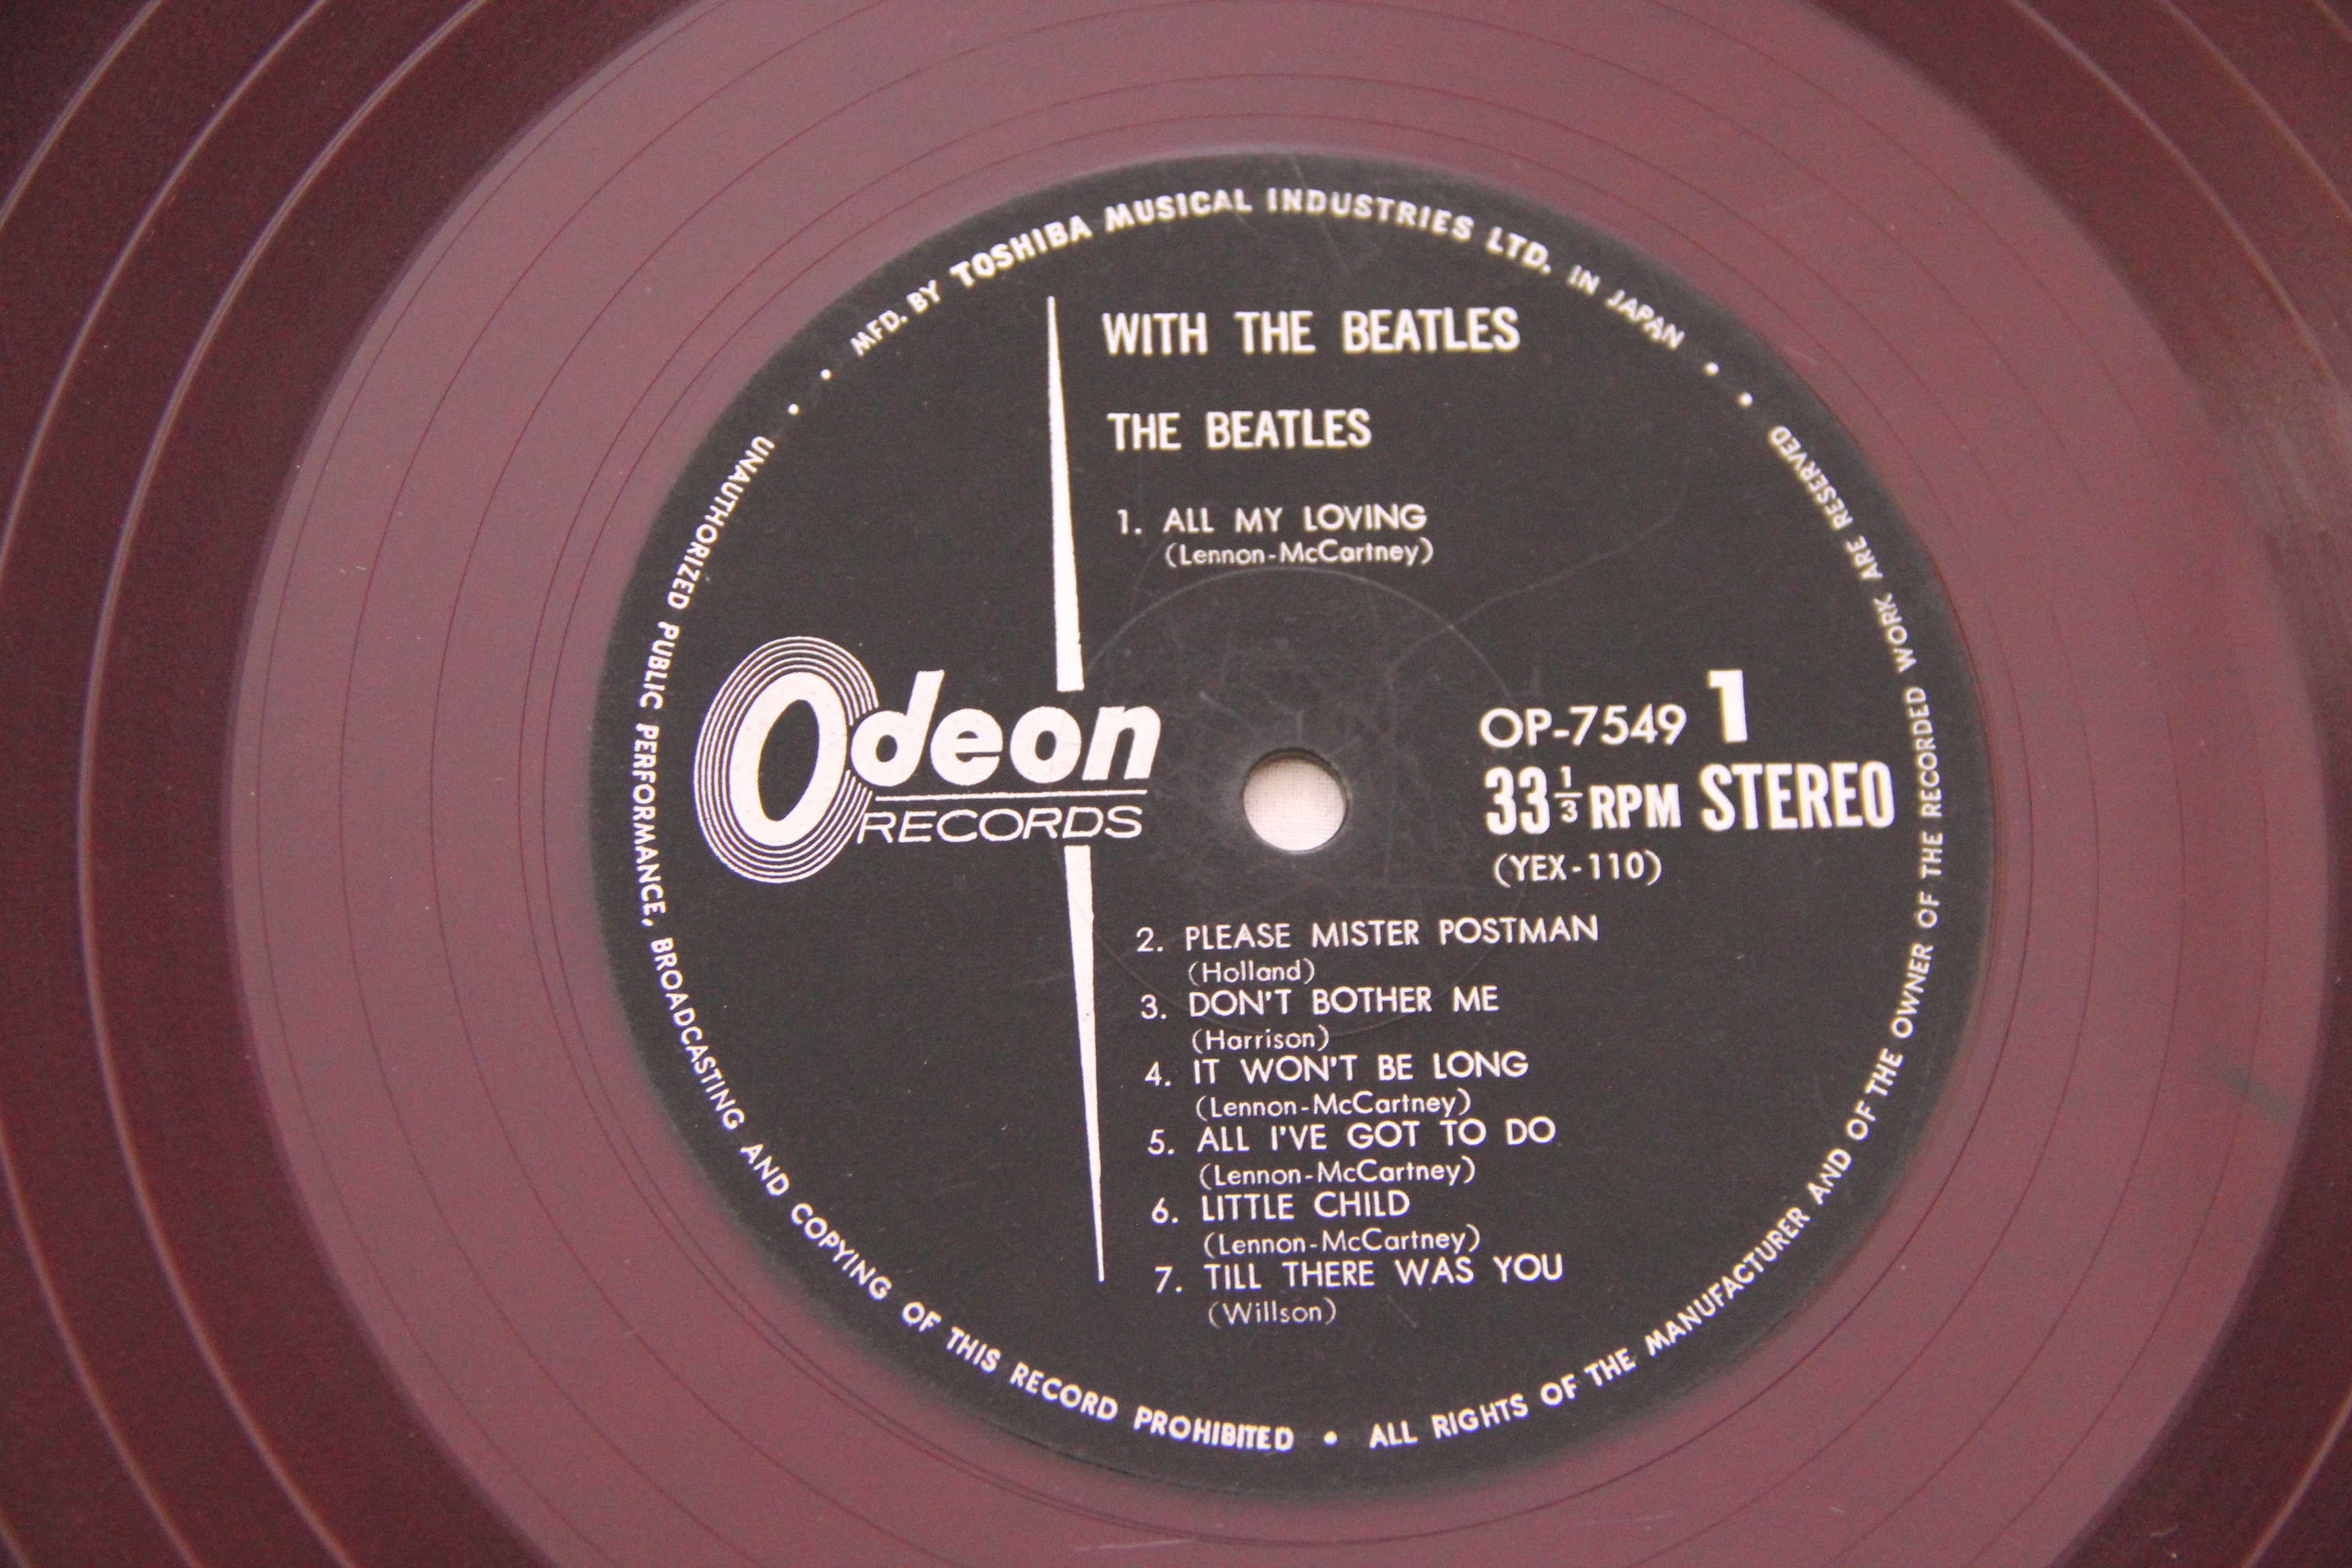 • MFD. BY TOSHIBA MUSICAL INDUSTRIES LTD. IN JAPAN •
WITH THE BEATLES
THE BEATLES
1. ALL MY LOVING
(Lennon-McCartney)
Odeon
RECORDS
OP-7549 1
33 1/3 RPM STEREO
(YEX-110)
2. PLEASE MISTER POSTMAN
(Holland)
3. DON'T BOTHER ME
(Harrison)
4. IT WON'T BE LONG
(Lennon-McCartney)
5. ALL I'VE GOT TO DO
(Lennon-McCartney)
6. LITTLE CHILD
(Lennon-McCartney)
7. TILL THERE WAS YOU
(Willson)
• UNAUTHORIZED PUBLIC PERFORMANCE, BROADCASTING AND COPYING OF THIS RECORD PROHIBITED • ALL RIGHTS OF THE MANUFACTURER AND OF THE OWNER OF THE RECORDED WORK ARE RESERVED •